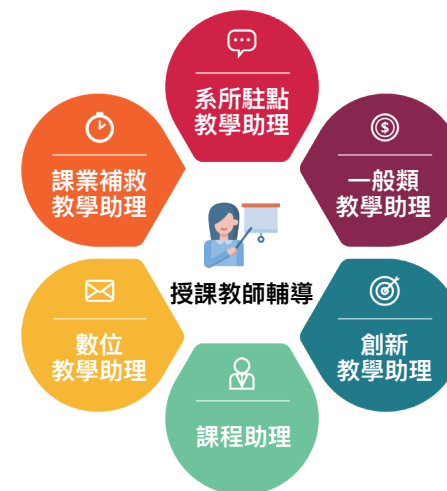 系所駐點
教學助理
一般類
教學助理
創新
教學助理
課程助理
數位
教學助理
課業補救
教學助理
授課教師輔導